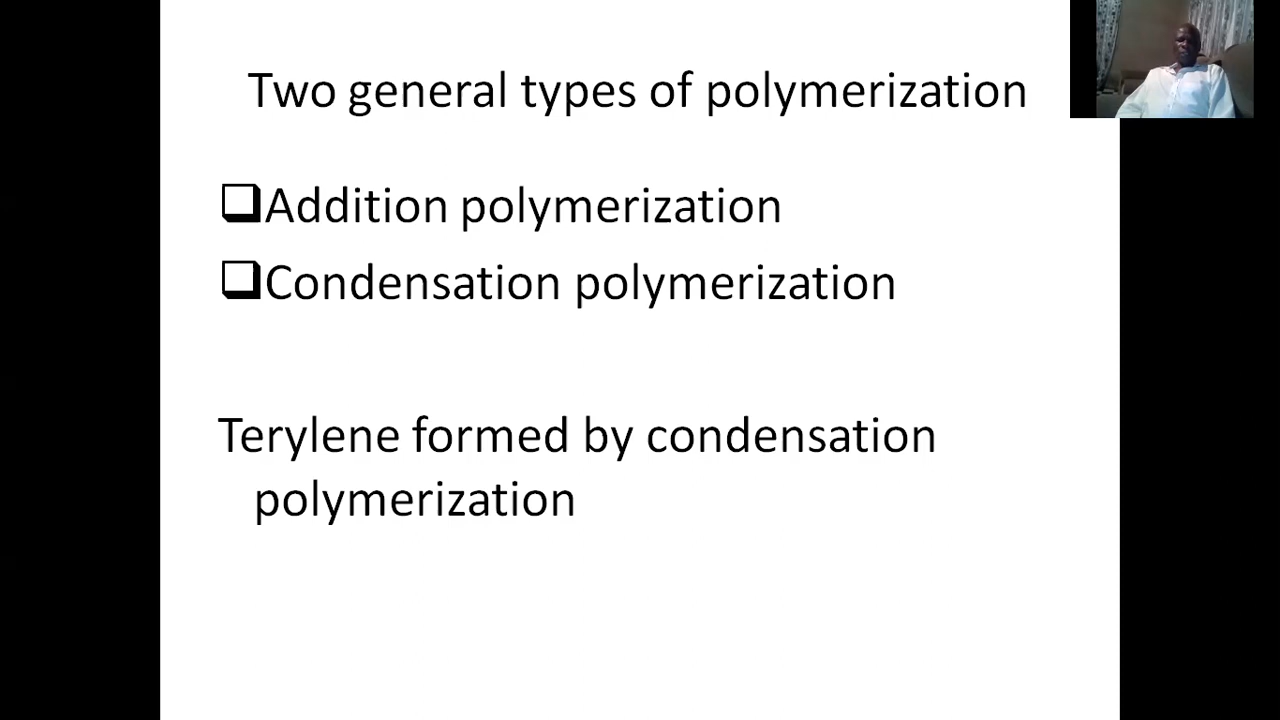 Two general types of polymerization
Addition polymerization
Condensation polymerization
Terylene formed by condensation
polymerization